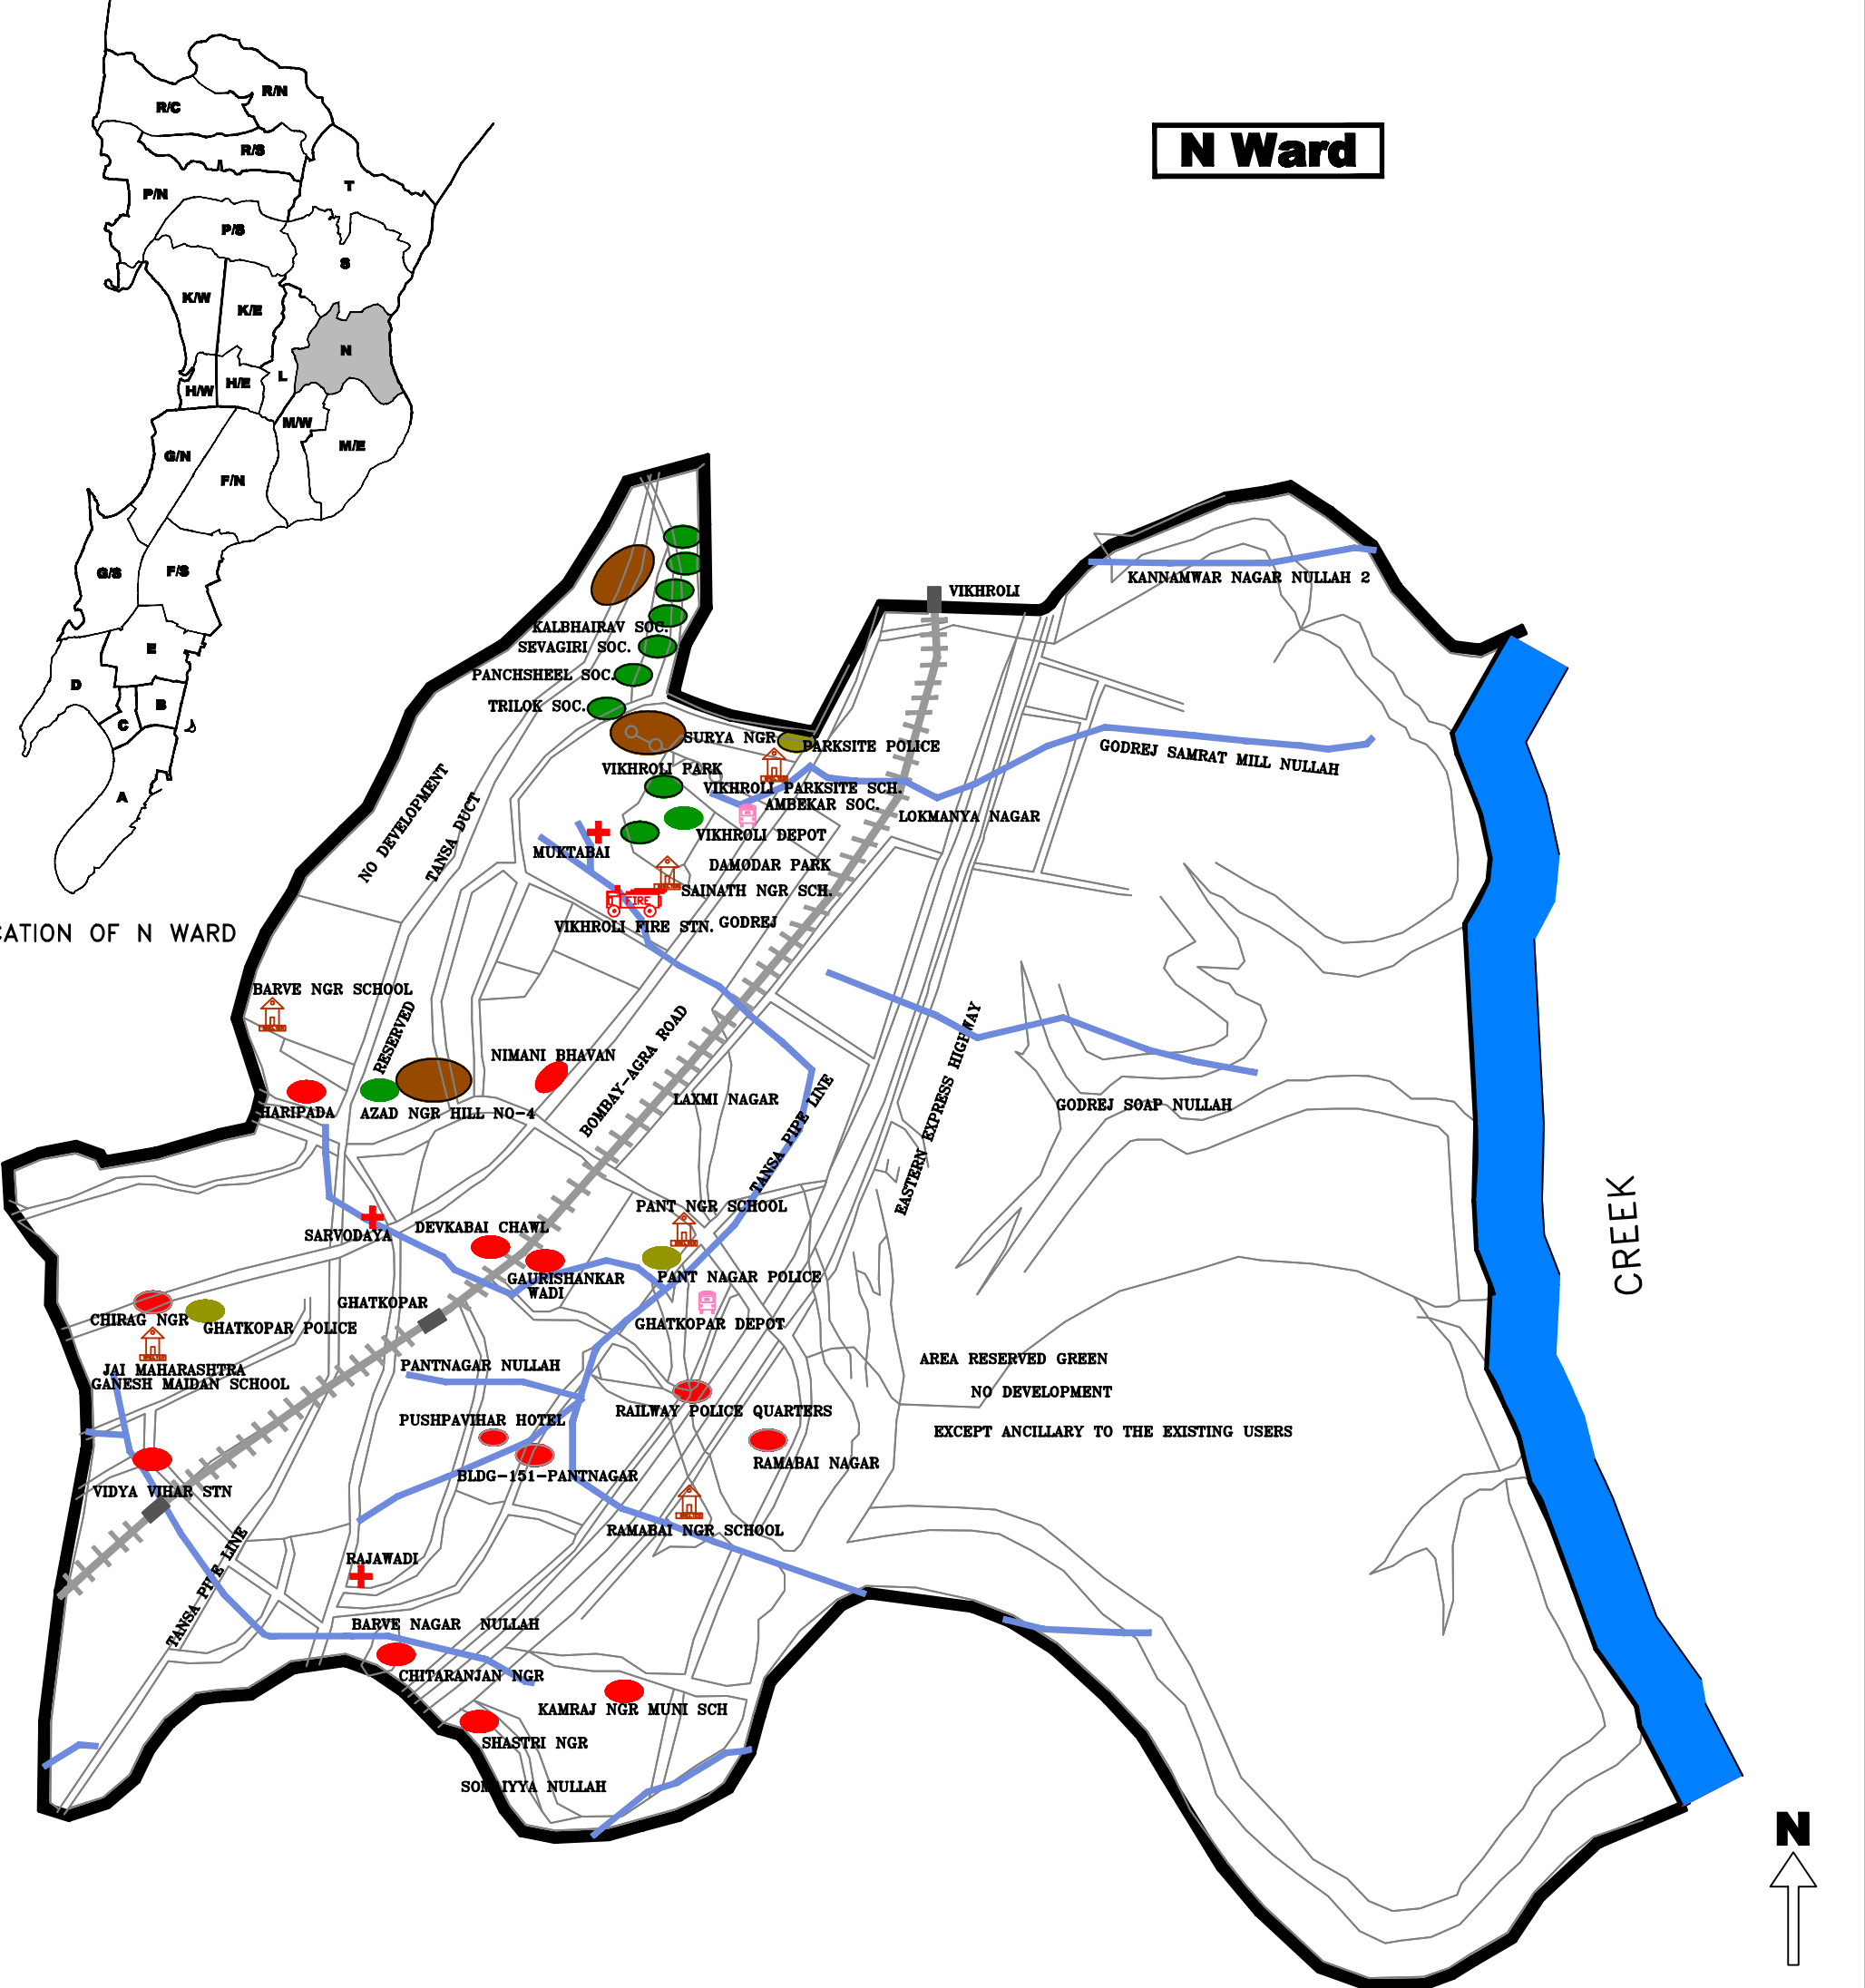 N Ward
R/N
R/C
R/S
T
P/N
P/S
S
K/W
K/E
N
L
H/E
H/W
M/W
M/E
G/N
F/N
G/S
F/S
E
D
B
C
A
CATION OF N WARD
KANNAMWAR NAGAR NULLAH 2
VIKHROLI
KALBHAIRAV SOC.
SEVAGIRI SOC.
PANCHSHEEL SOC.
TRILOK SOC.
SURYA NGR
PARKSITE POLICE
GODREJ SAMRAT MILL NULLAH
VIKHROLI PARK
VIKHROLI PARKSITE SCH.
AMBEKAR SOC.
LOKMANYA NAGAR
NO DEVELOPMENT
TANSA DUCT
VIKHROLI DEPOT
MUKTABAI
DAMODAR PARK
SAINATH NGR SCH.
FIRE
VIKHROLI FIRE STN.
GODREJ
BARVE NGR SCHOOL
RESERVED
NIMANI BHAVAN
BOMBAY-AGRA ROAD
LAXMI NAGAR
EASTERN EXPRESS HIGHWAY
GODREJ SOAP NULLAH
HARIPADA
AZAD NGR HILL NO-4
TANSA PIPE LINE
CREEK
PANT NGR SCHOOL
SARVODAYA
DEVKABAI CHAWL
GAURISHANKAR
WADI
PANT NAGAR POLICE
GHATKOPAR
GHATKOPAR DEPOT
CHIRAG NGR
GHATKOPAR POLICE
JAI MAHARASHTRA
GANESH MAIDAN SCHOOL
PANTNAGAR NULLAH
AREA RESERVED GREEN
NO DEVELOPMENT
EXCEPT ANCILLARY TO THE EXISTING USERS
RAILWAY POLICE QUARTERS
PUSHPAVIHAR HOTEL
RAMABAI NAGAR
BLDG-151-PANTNAGAR
VIDYA VIHAR STN
RAMABAI NGR SCHOOL
TANSA PIPE LINE
RAJAWADI
BARVE NAGAR NULLAH
CHITARANJAN NGR
KAMRAJ NGR MUNI SCH
SHASTRI NGR
SOMAIYYA NULLAH
N